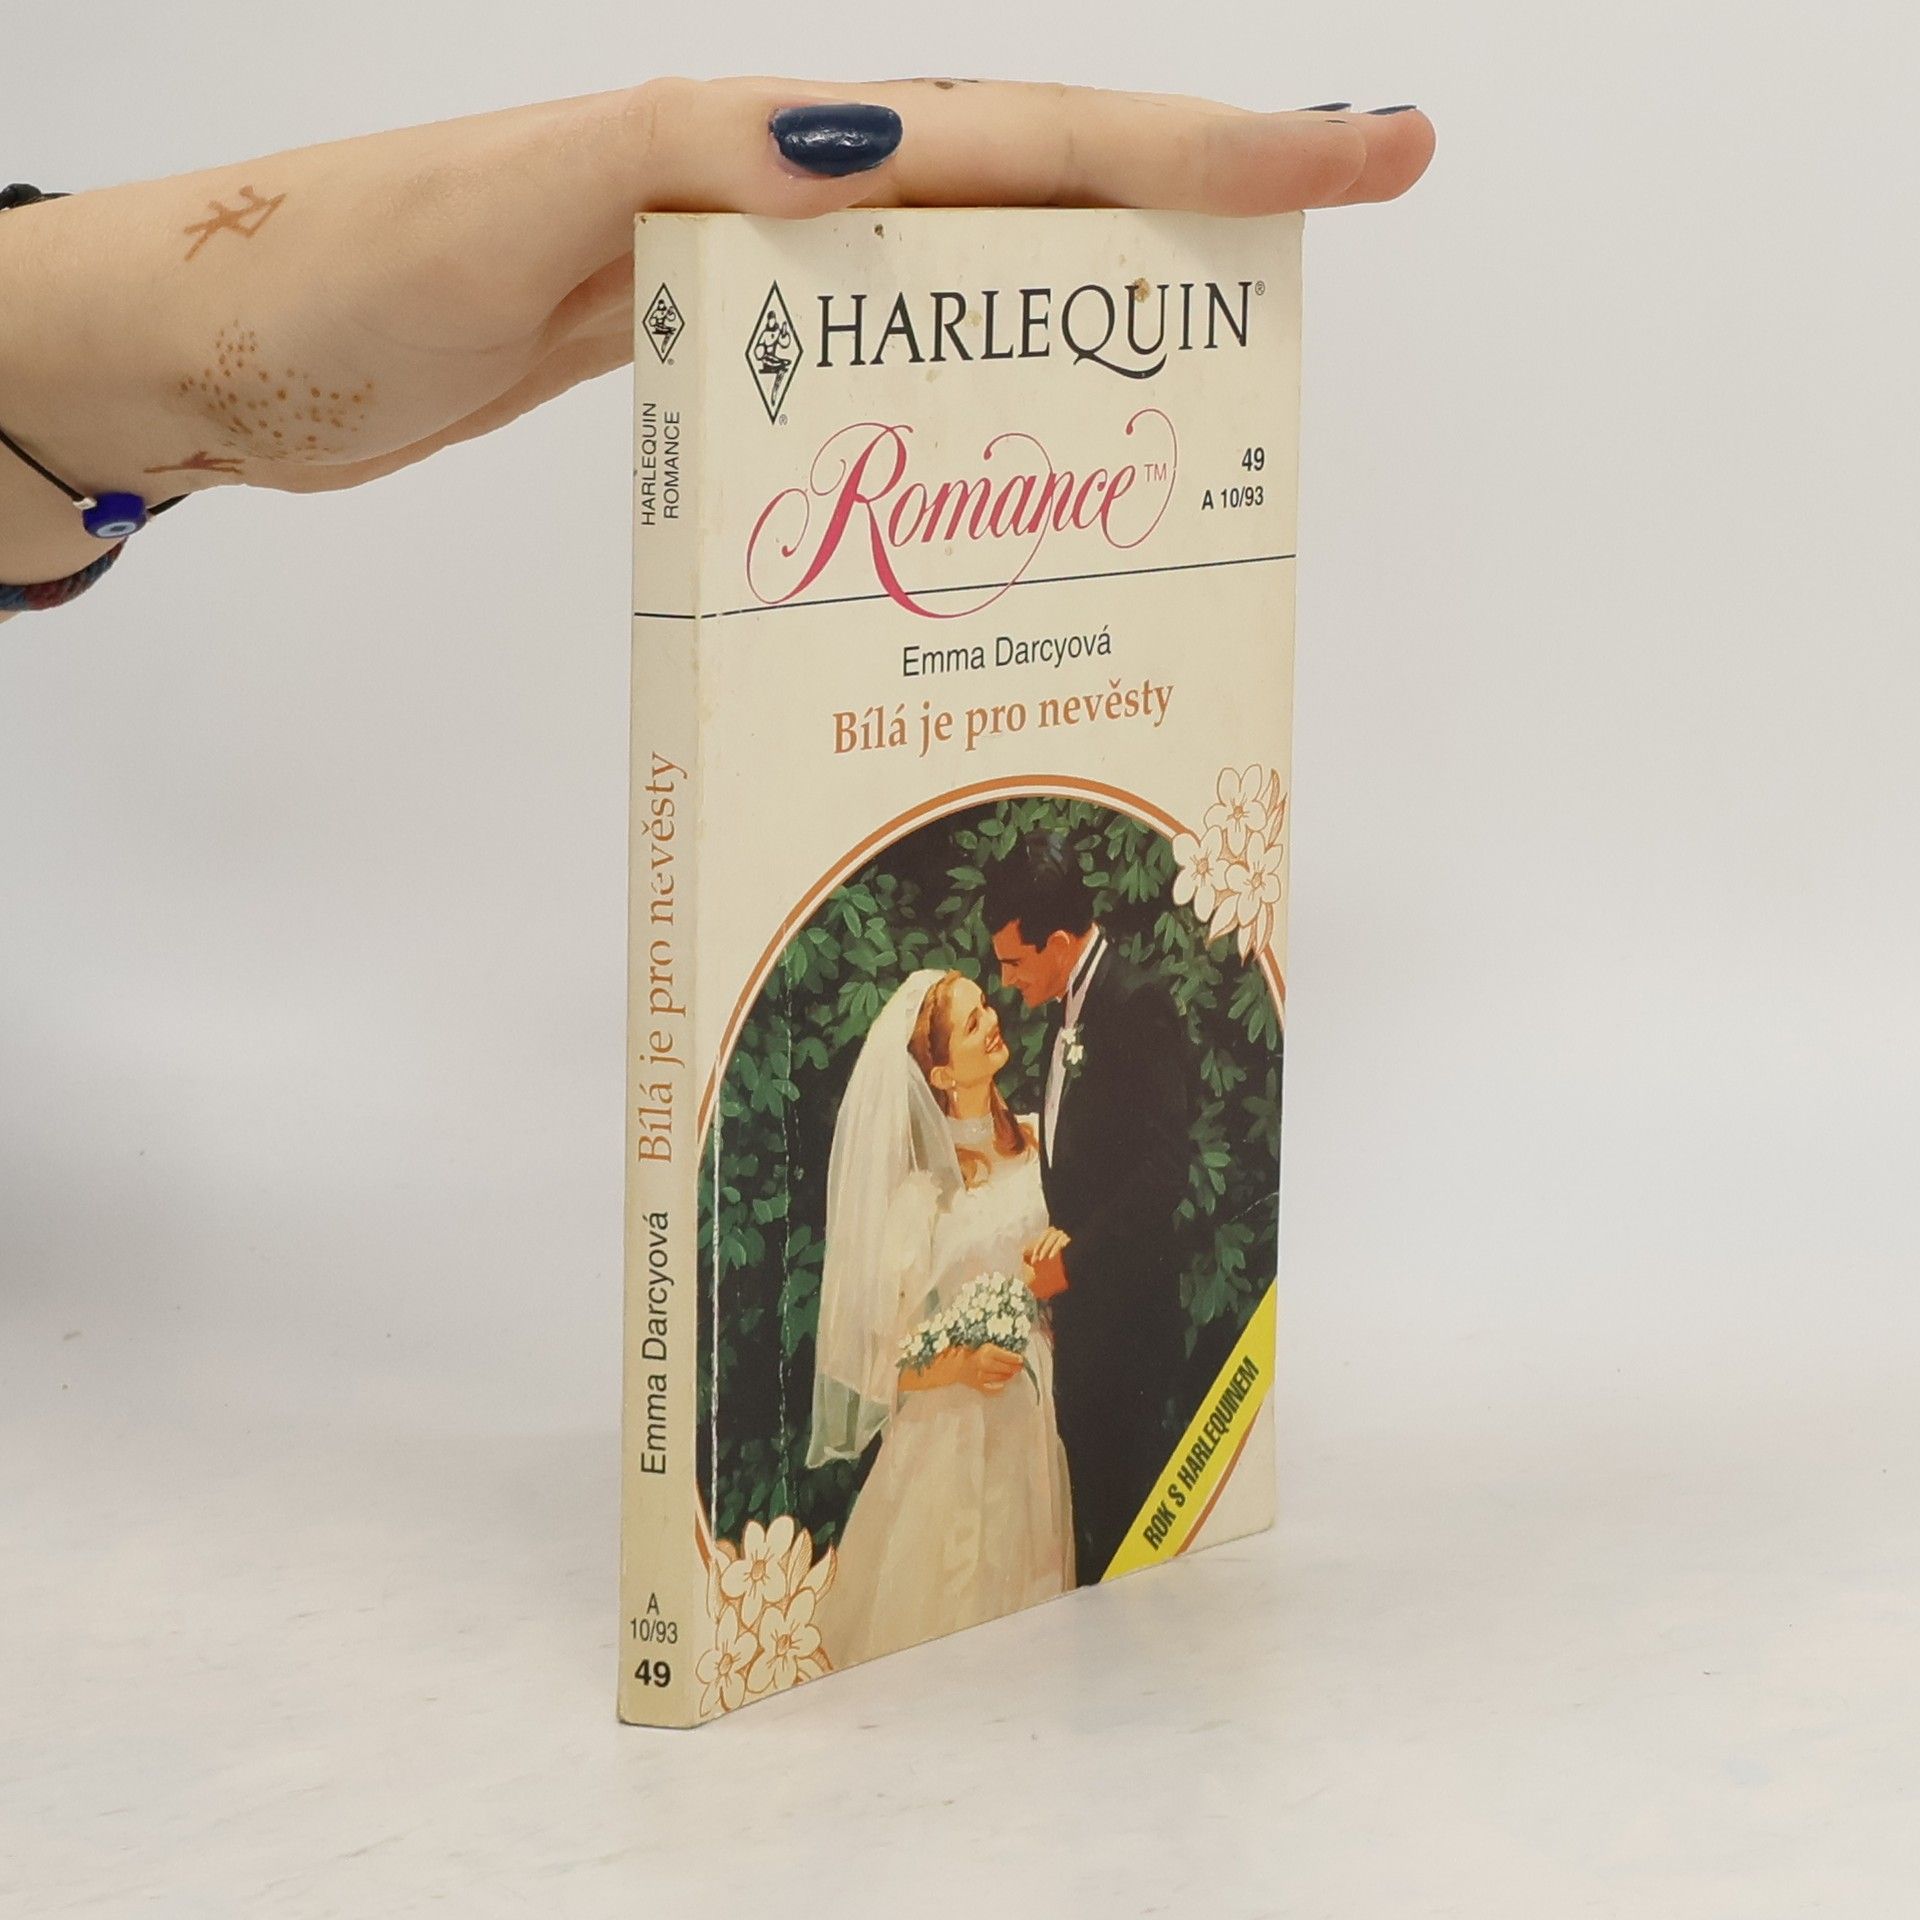 HARLEQUIN®
Romance™
49
A 10/93
Emma Darcyová
Bílá je pro nevěsty
ROK S HARLEQUINEM
HARLEQUIN
ROMANCE
Emma Darcyová Bílá je pro nevěsty
A
10/93
49